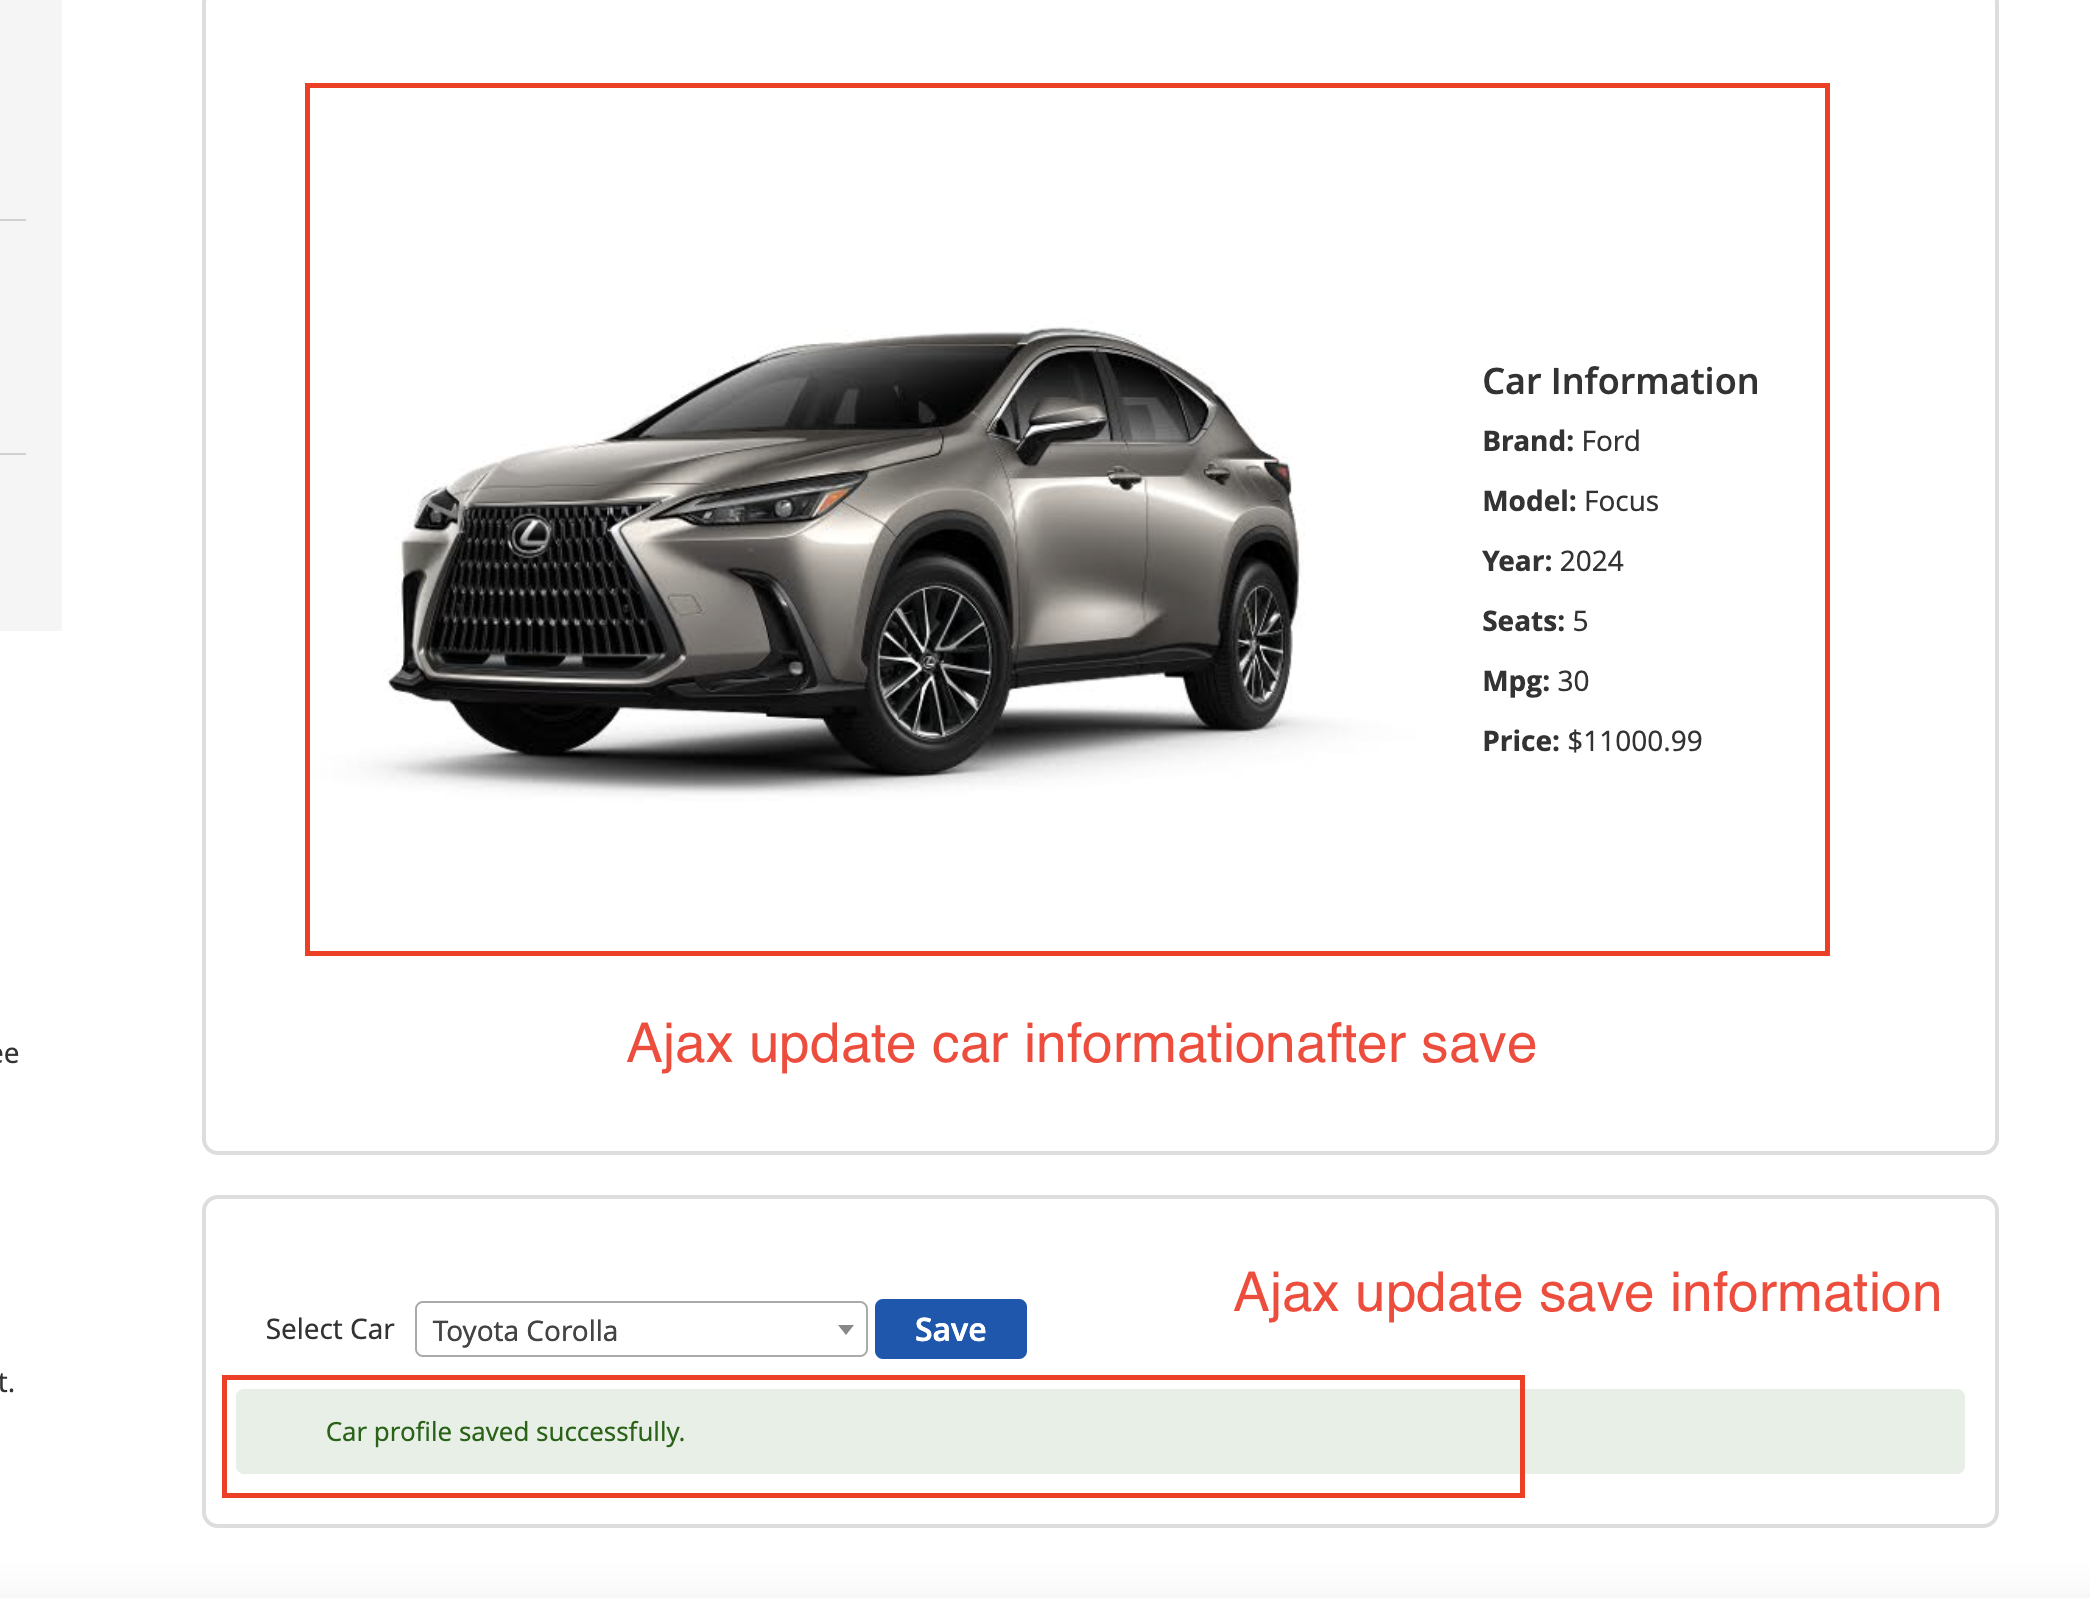 Car Information
Brand: Ford
Model: Focus
Year: 2024
Seats: 5
Mpg: 30
Price: $11000.99
ee
Ajax update car informationafter save
Ajax update save information
Select Car
Toyota Corolla
Save
t.
Car profile saved successfully.